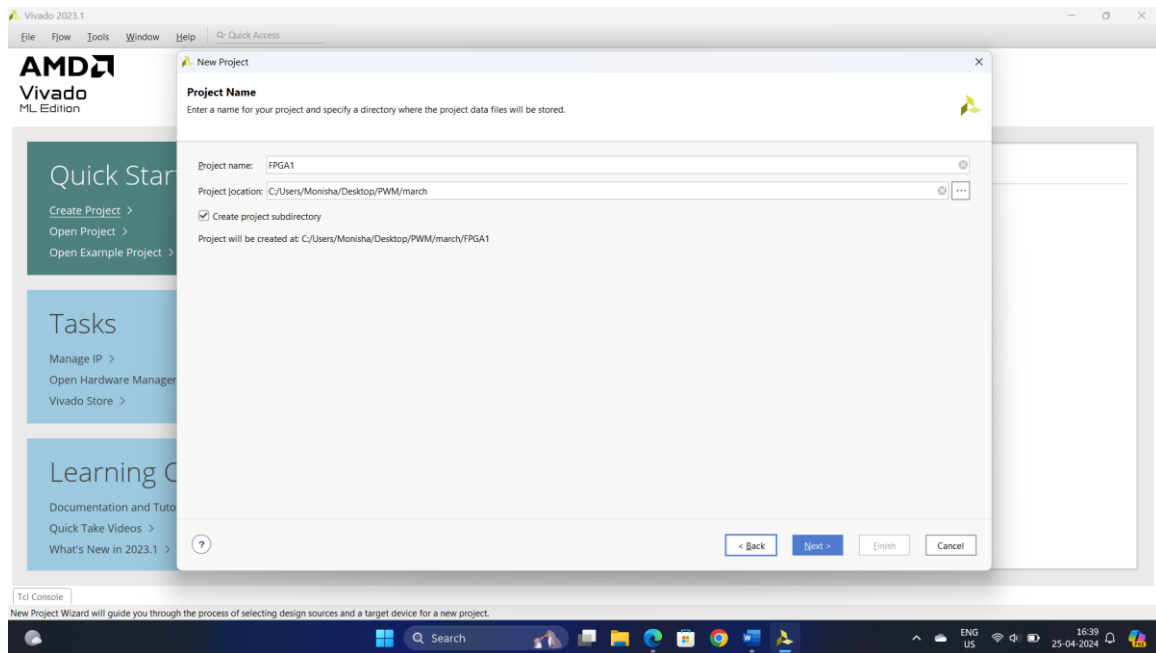 Vivado 2023.1
File Flow Tools Window Help Quick Access
AMD
Vivado
ML Edition
New Project
Project Name
Enter a name for your project and specify a directory where the project data files will be stored.
Project name: FPGA1
Project location: C:/Users/Monisha/Desktop/PWM/march
Create project subdirectory
Project will be created at: C:/Users/Monisha/Desktop/PWM/march/FPGA1
? < Back Next > Finish Cancel
Quick Star
Create Project >
Open Project >
Open Example Project >
Tasks
Manage IP >
Open Hardware Manager
Vivado Store >
Learning C
Documentation and Tuto
Quick Take Videos >
What's New in 2023.1 >
Tcl Console
New Project Wizard will guide you through the process of selecting design sources and a target device for a new project.
Search
ENG
US
16:39
25-04-2024